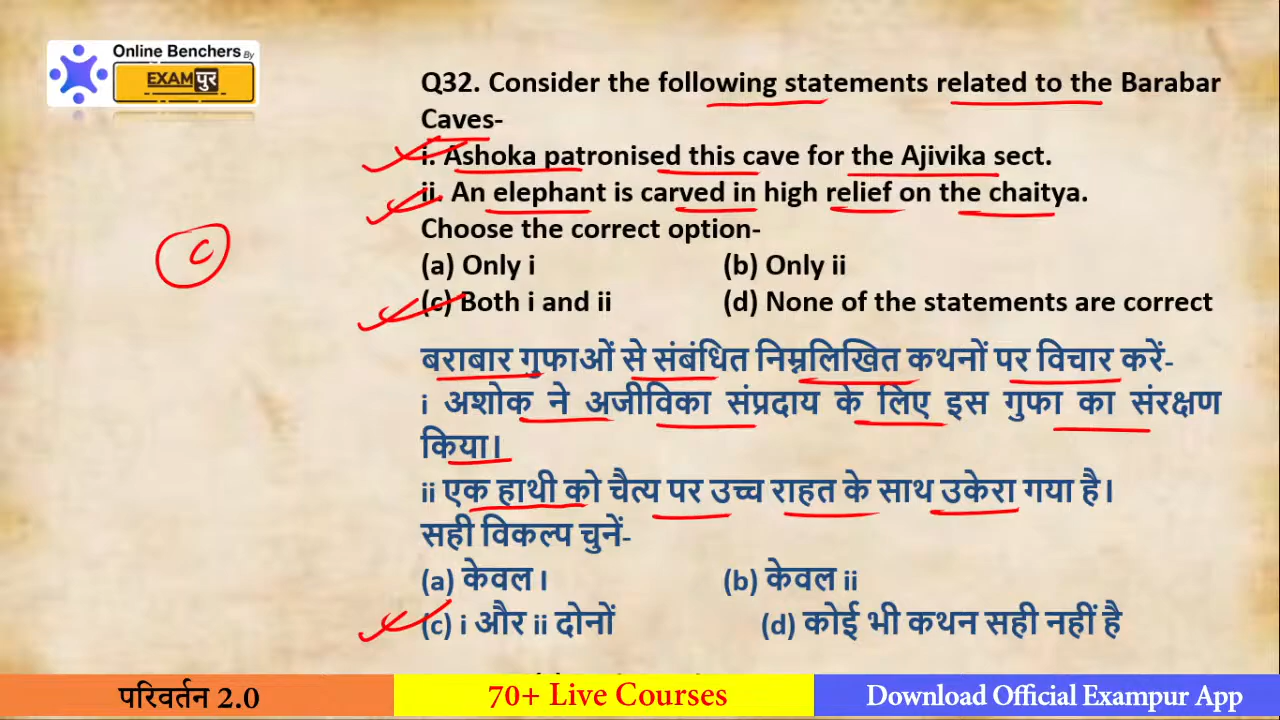 Online Benchers By
EXAMपुर
Q32. Consider the following statements related to the Barabar
Caves-
i. Ashoka patronised this cave for the Ajivika sect.
ii. An elephant is carved in high relief on the chaitya.
Choose the correct option-
(a) Only i (b) Only ii
(c) Both i and ii (d) None of the statements are correct
C
बराबार गुफाओं से संबंधित निम्नलिखित कथनों पर विचार करें-
i अशोक ने अजीविका संप्रदाय के लिए इस गुफा का संरक्षण
किया।
ii एक हाथी को चैत्य पर उच्च राहत के साथ उकेरा गया है।
सही विकल्प चुनें-
(a) केवल I (b) केवल ii
(c) i और ii दोनों (d) कोई भी कथन सही नहीं है
परिवर्तन 2.0 70+ Live Courses Download Official Exampur App